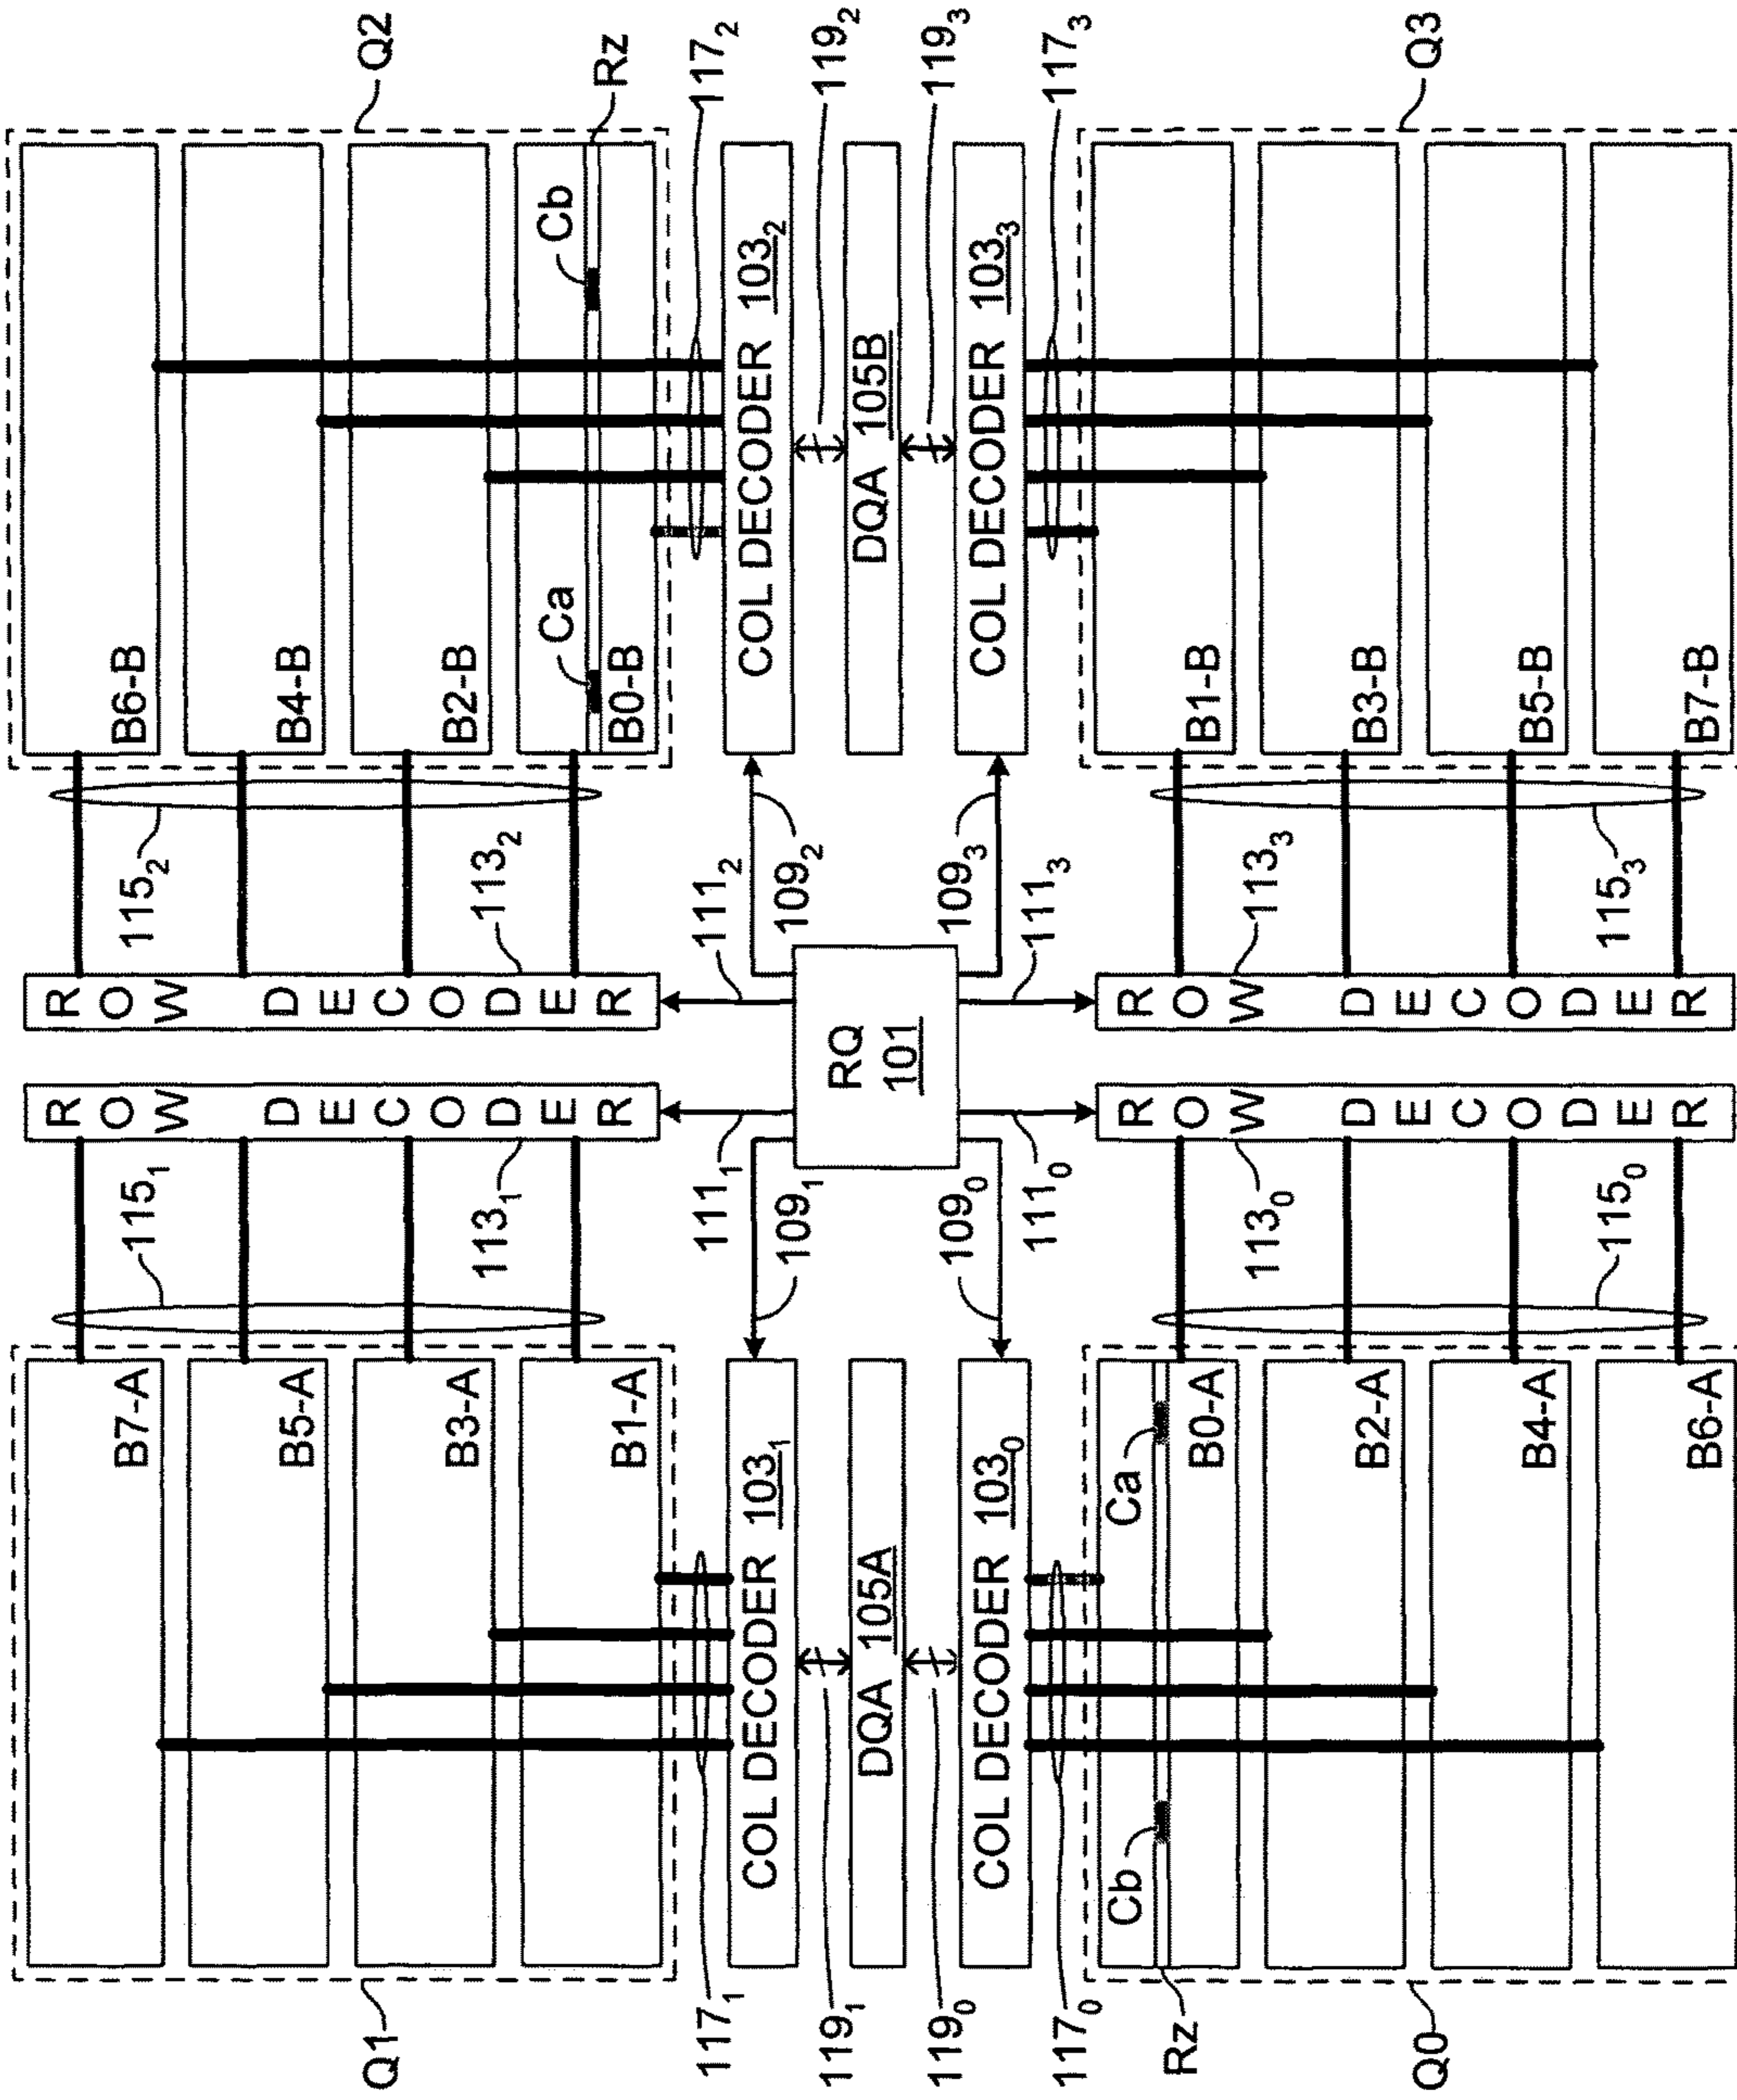 Q1
Q2
B7-A
B5-A
B3-A
B1-A
115₁
ROW DECODER
113₁
ROW DECODER
115₂
113₂
B6-B
B4-B
B2-B
B0-B
Ca
Cb
Rz
117₁
111₁
111₂
117₂
COL DECODER 103₁
109₁
109₂
COL DECODER 103₂
119₁
119₂
DQA 105A
RQ
101
DQA 105B
119₀
119₃
COL DECODER 103₀
109₀
109₃
COL DECODER 103₃
117₀
111₀
111₃
117₃
Rz
Cb
Ca
B0-A
B2-A
B4-A
B6-A
115₀
113₀
ROW DECODER
ROW DECODER
113₃
115₃
B1-B
B3-B
B5-B
B7-B
Q0
Q3